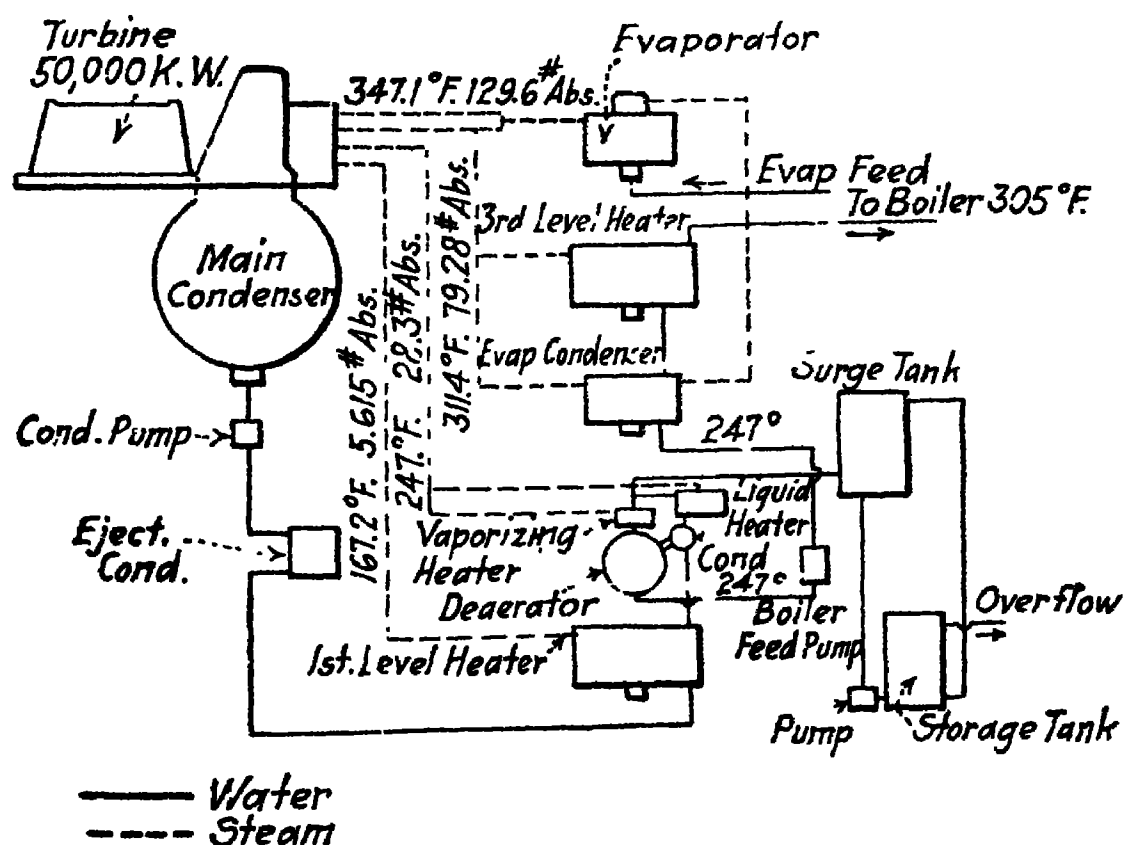 Turbine
50,000 K.W.
Evaporator
347.1°F. 129.6# Abs.
Evap Feed
To Boiler 305°F.
3rd Level Heater
Main
Condenser
167.2°F. 5.615# Abs.
247.°F. 28.3# Abs.
311.4°F. 79.28# Abs.
Evap Condenser
Surge Tank
Cond. Pump
247°
Liquid
Heater
Eject.
Cond.
Vaporizing
Heater
Cond
247°
Deaerator
Boiler
Feed Pump
Overflow
1st. Level Heater
Pump
Storage Tank
Water
Steam